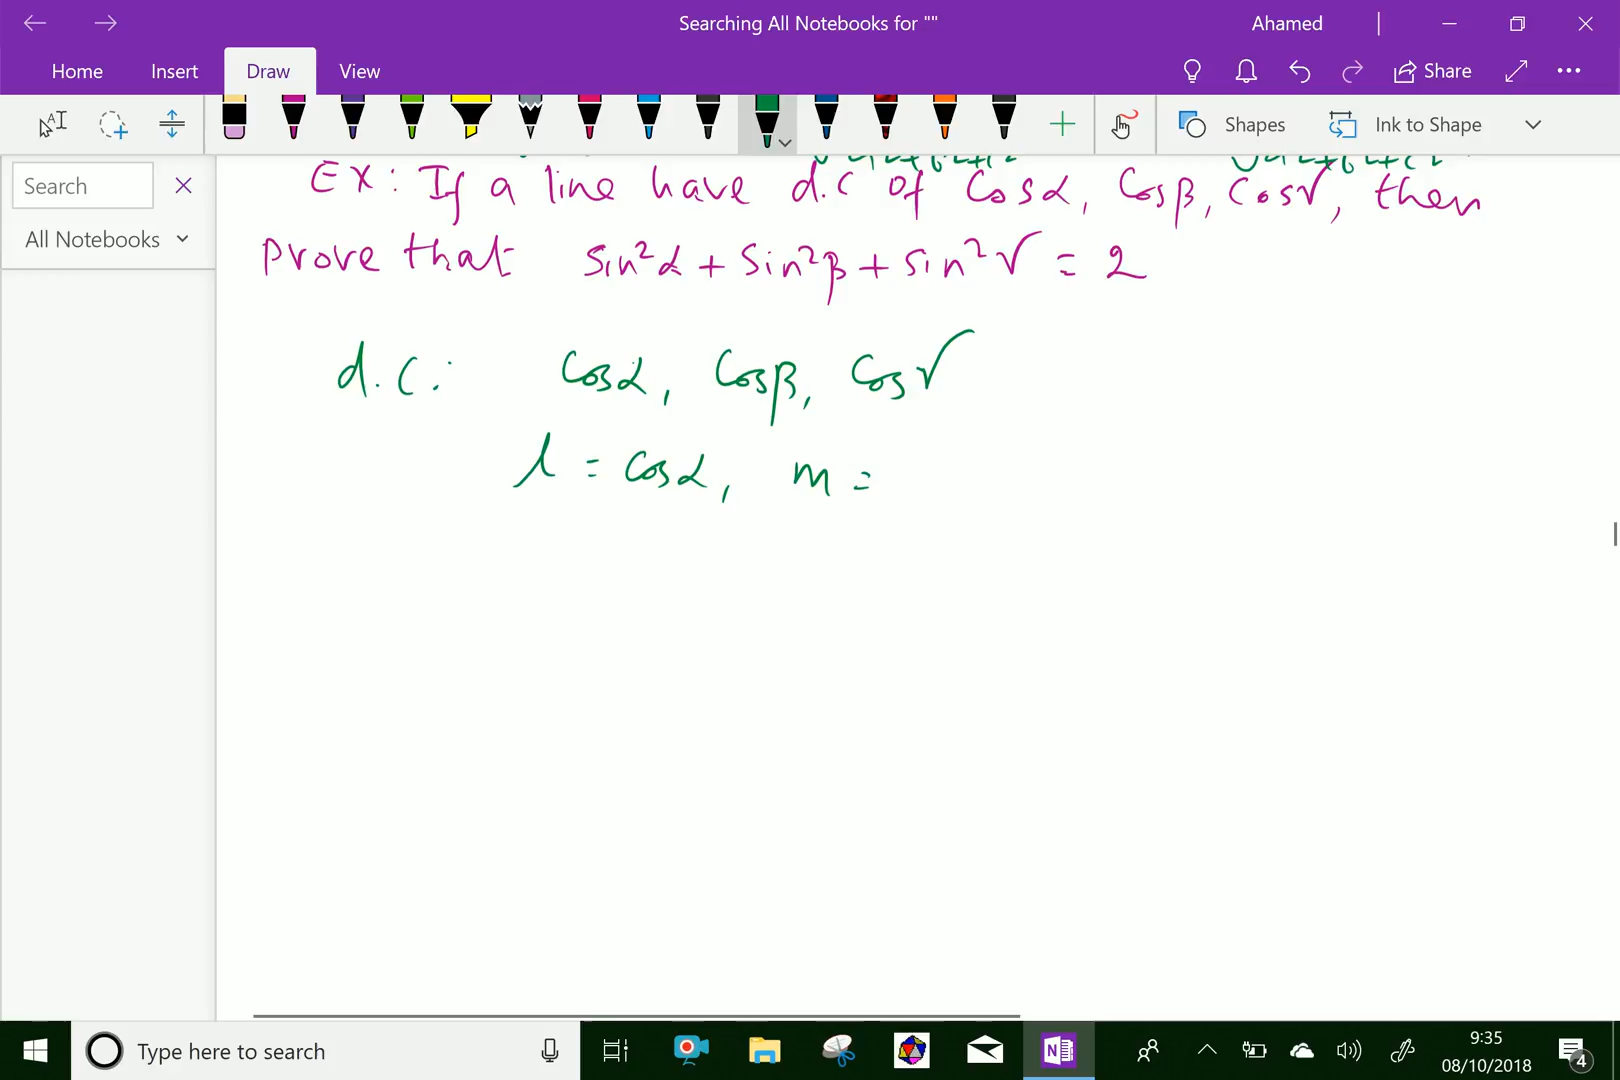 Searching All Notebooks for ""
Ahamed
Home Insert Draw View
Share
Shapes
Ink to Shape
Search
All Notebooks
EX: If a line have d.c of Cosα, Cosβ, Cosγ, then
prove that sin²α + sin²β + sin²γ = 2
d.c: Cosα, Cosβ, Cosγ
l = cosα, m =
Type here to search
9:35
08/10/2018
4